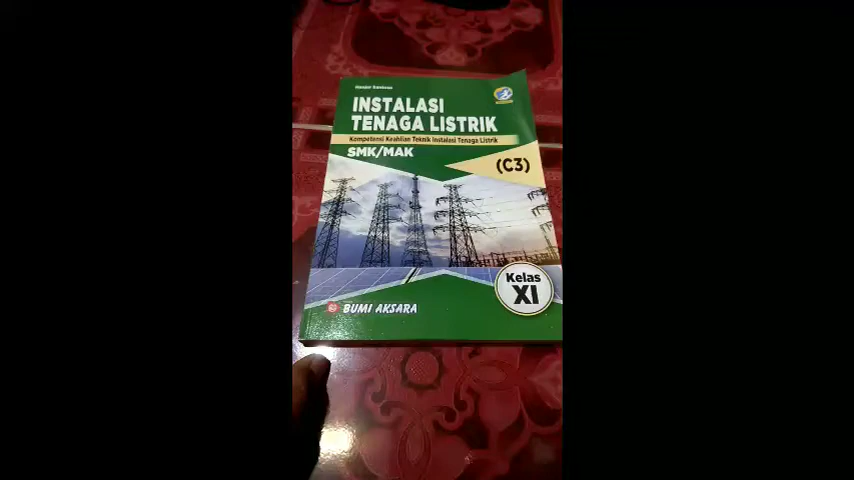 INSTALASI
TENAGA LISTRIK
Kompetensi Keahlian Teknik Instalasi Tenaga Listrik
SMK/MAK
(C3)
Kelas
XI
BUMI AKSARA